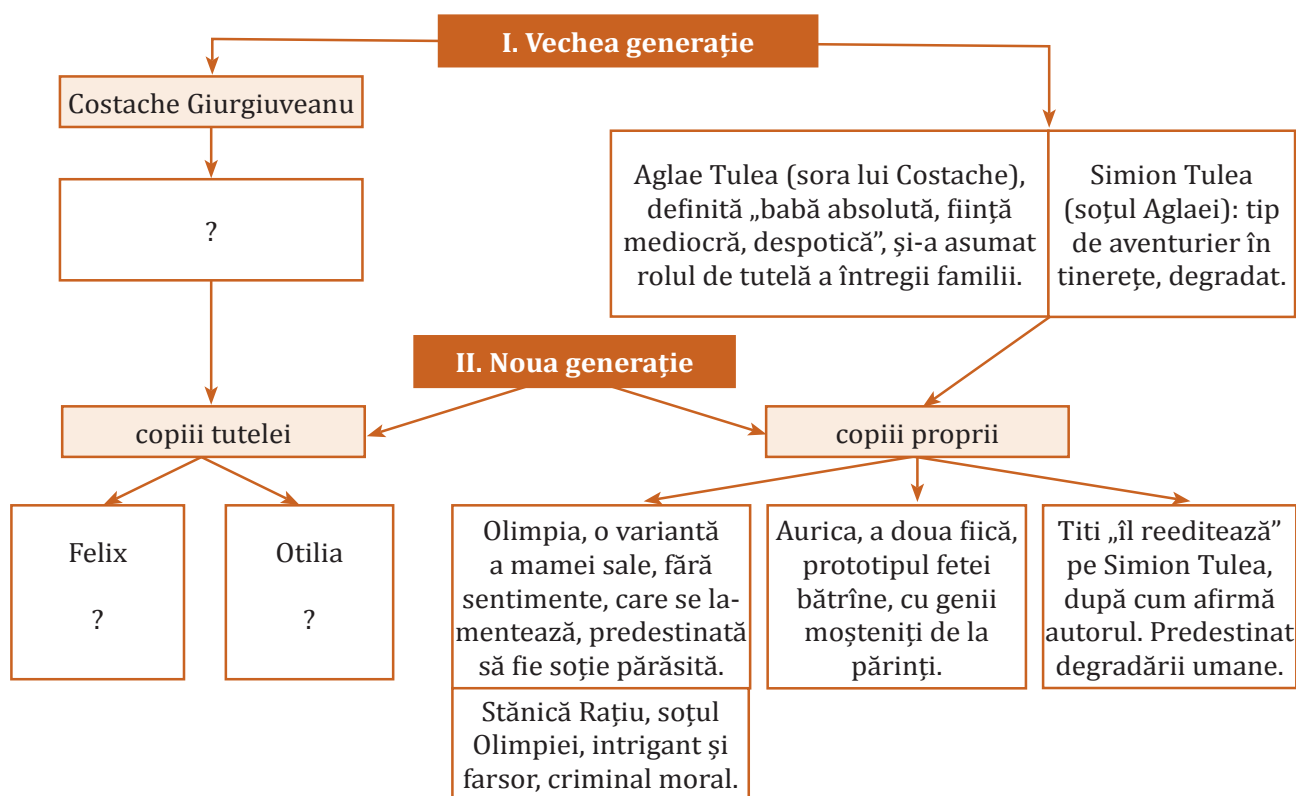 I. Vechea generație
Costache Giurgiuveanu
?
Aglae Tulea (sora lui Costache),
definită „babă absolută, ființă
mediocră, despotică”, și-a asumat
rolul de tutelă a întregii familii.
Simion Tulea
(soțul Aglaei): tip
de aventurier în
tinerețe, degradat.
II. Noua generație
copiii tutelei
copiii proprii
Felix
?
Otilia
?
Olimpia, o variantă
a mamei sale, fără
sentimente, care se la-
mentează, predestinată
să fie soție părăsită.
Stănică Rațiu, soțul
Olimpiei, intrigant și
farsor, criminal moral.
Aurica, a doua fiică,
prototipul fetei
bătrîne, cu genii
moșteniți de la
părinți.
Titi „îl reeditează”
pe Simion Tulea,
după cum afirmă
autorul. Predestinat
degradării umane.